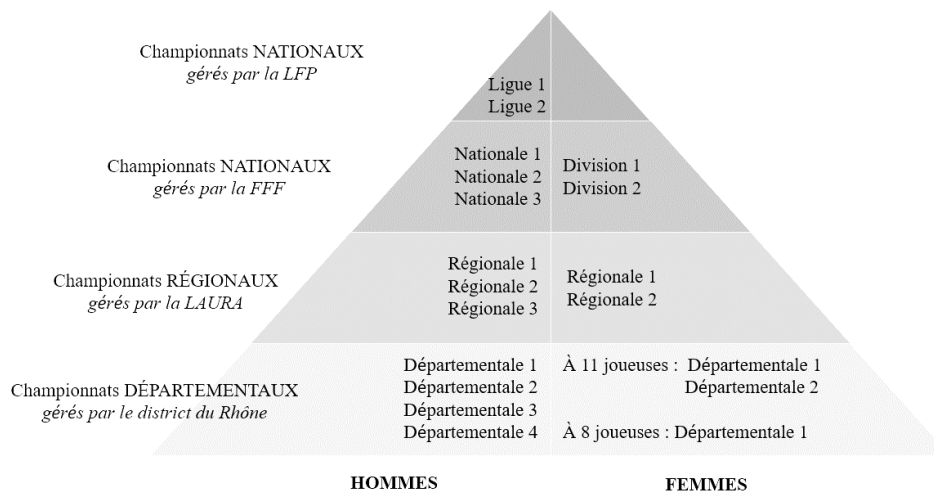 Championnats NATIONAUX
gérés par la LFP
Ligue 1
Ligue 2
Championnats NATIONAUX
gérés par la FFF
Nationale 1
Nationale 2
Nationale 3
Division 1
Division 2
Championnats RÉGIONAUX
gérés par la LAURA
Régionale 1
Régionale 2
Régionale 3
Régionale 1
Régionale 2
Championnats DÉPARTEMENTAUX
gérés par le district du Rhône
Départementale 1
Départementale 2
Départementale 3
Départementale 4
À 11 joueuses : Départementale 1
Départementale 2
À 8 joueuses : Départementale 1
HOMMES
FEMMES